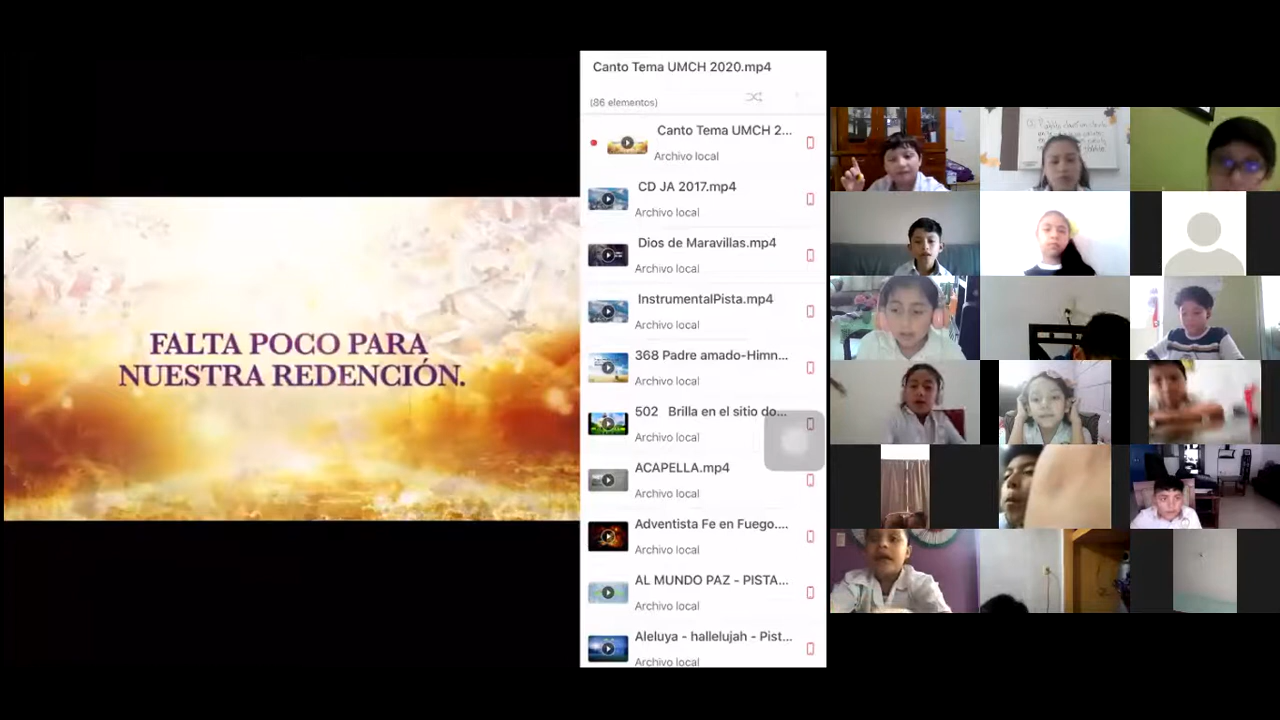 FALTA POCO PARA
NUESTRA REDENCIÓN.
Canto Tema UMCH 2020.mp4
(86 elementos)
Canto Tema UMCH 2...
Archivo local
CD JA 2017.mp4
Archivo local
Dios de Maravillas.mp4
Archivo local
InstrumentalPista.mp4
Archivo local
368 Padre amado-Himn...
Archivo local
502 Brilla en el sitio do...
Archivo local
ACAPELLA.mp4
Archivo local
Adventista Fe en Fuego....
Archivo local
AL MUNDO PAZ - PISTA...
Archivo local
Aleluya - hallelujah - Pist...
Archivo local